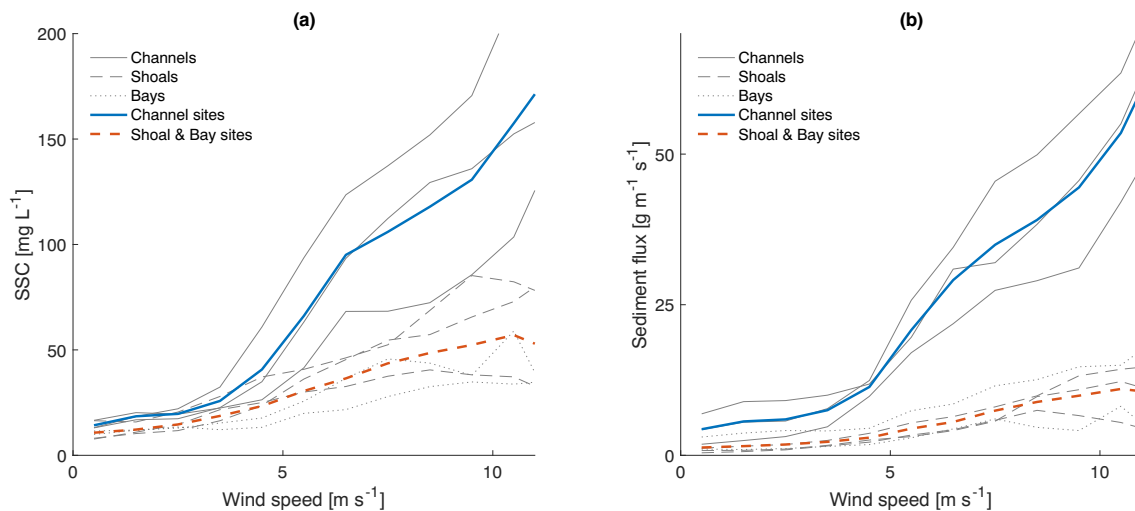 (a)
200
150
100
50
0
SSC [mg L⁻¹]
Channels
Shoals
Bays
Channel sites
Shoal & Bay sites
0
5
10
Wind speed [m s⁻¹]
(b)
50
25
0
Sediment flux [g m⁻¹ s⁻¹]
Channels
Shoals
Bays
Channel sites
Shoal & Bay sites
0
5
10
Wind speed [m s⁻¹]